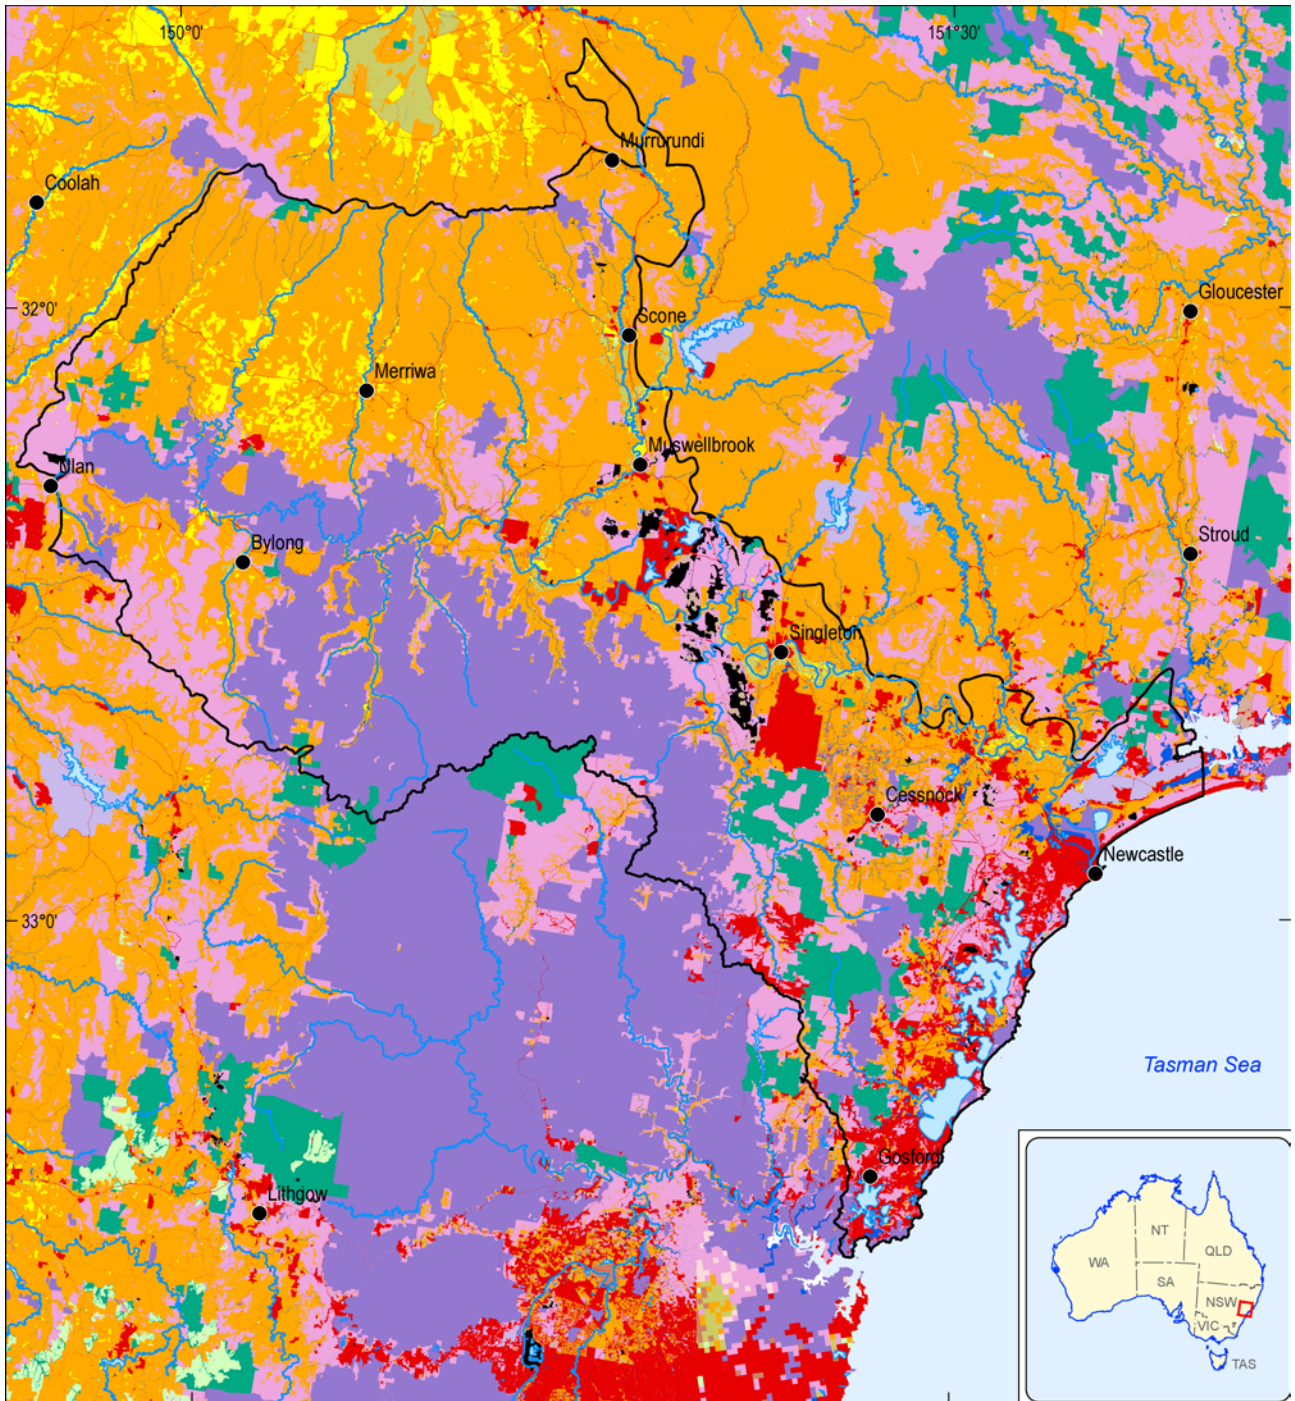 150°0'
151°30'
Murrurundi
Coolah
32°0'
Gloucester
Scone
Merriwa
Muswellbrook
Ulan
Stroud
Bylong
Singleton
Cessnock
Newcastle
33°0'
Tasman Sea
Gosford
Lithgow
NT
WA
QLD
SA
NSW
VIC
TAS